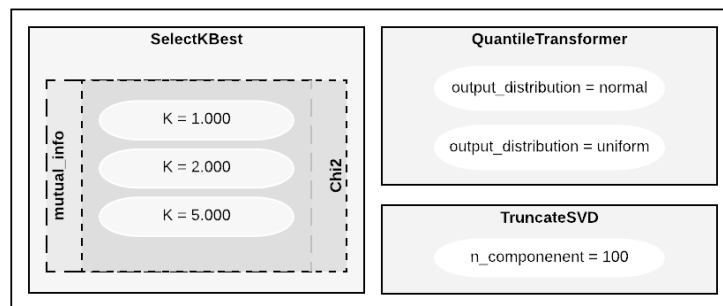 SelectKBest
mutual_info
K = 1.000
K = 2.000
K = 5.000
Chi2
QuantileTransformer
output_distribution = normal
output_distribution = uniform
TruncateSVD
n_componenent = 100